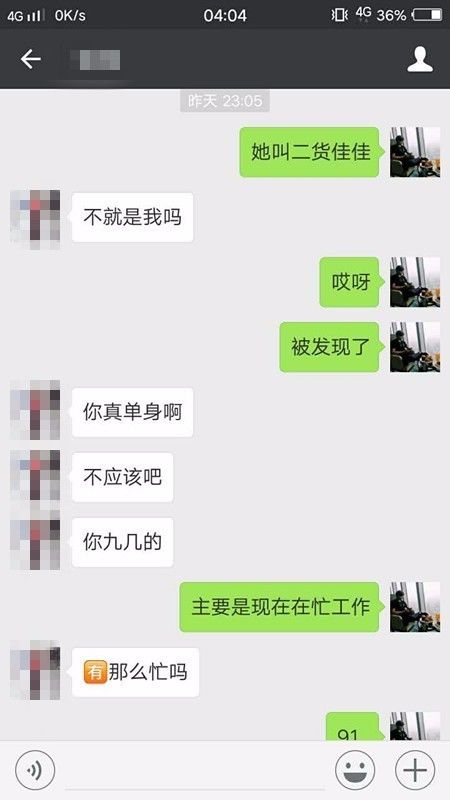 4G 0K/s 04:04 4G 36%
昨天 23:05
她叫二货佳佳
不就是我吗
哎呀
被发现了
你真单身啊
不应该吧
你九几的
主要是现在在忙工作
🈶那么忙吗
91